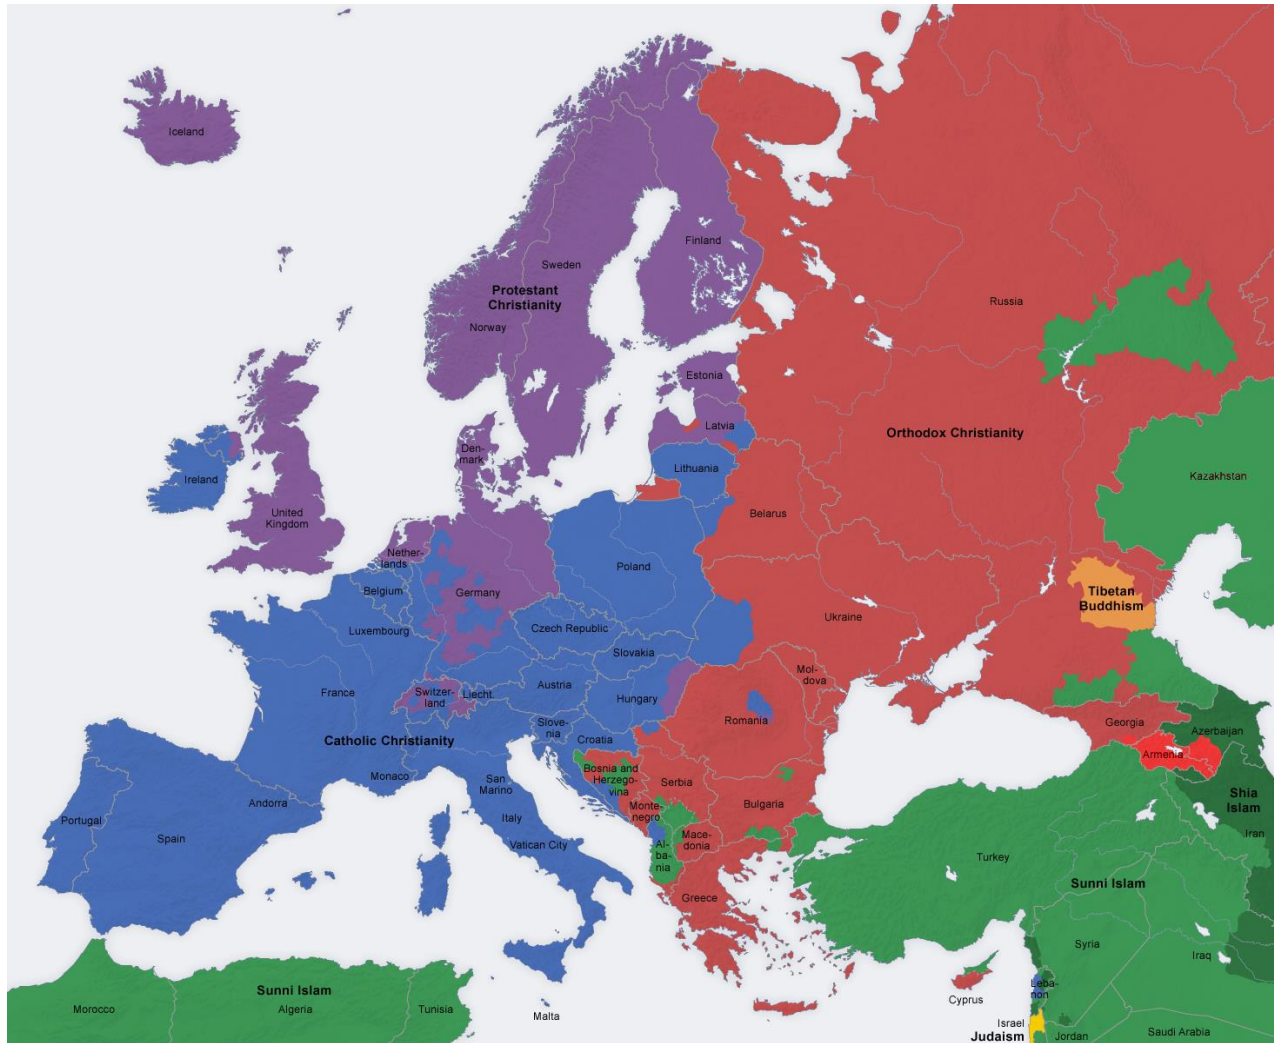 Iceland
Finland
Sweden
Protestant
Christianity
Russia
Norway
Estonia
Latvia
Orthodox Christianity
Den-
mark
Lithuania
Kazakhstan
Ireland
United
Kingdom
Belarus
Nether-
lands
Poland
Belgium
Germany
Tibetan
Buddhism
Ukraine
Czech Republic
Luxembourg
Slovakia
Mol-
dova
Austria
France
Switzer-
land
Liecht.
Hungary
Romania
Georgia
Slove-
nia
Azerbaijan
Croatia
Catholic Christianity
Armenia
Bosnia and
Herzego-
vina
Monaco
San
Marino
Serbia
Shia
Islam
Andorra
Bulgaria
Monte-
negro
Portugal
Italy
Iran
Spain
Mace-
donia
Vatican City
Al-
ba-
nia
Turkey
Sunni Islam
Greece
Syria
Iraq
Leba-
non
Sunni Islam
Cyprus
Morocco
Algeria
Tunisia
Malta
Israel
Judaism
Jordan
Saudi Arabia